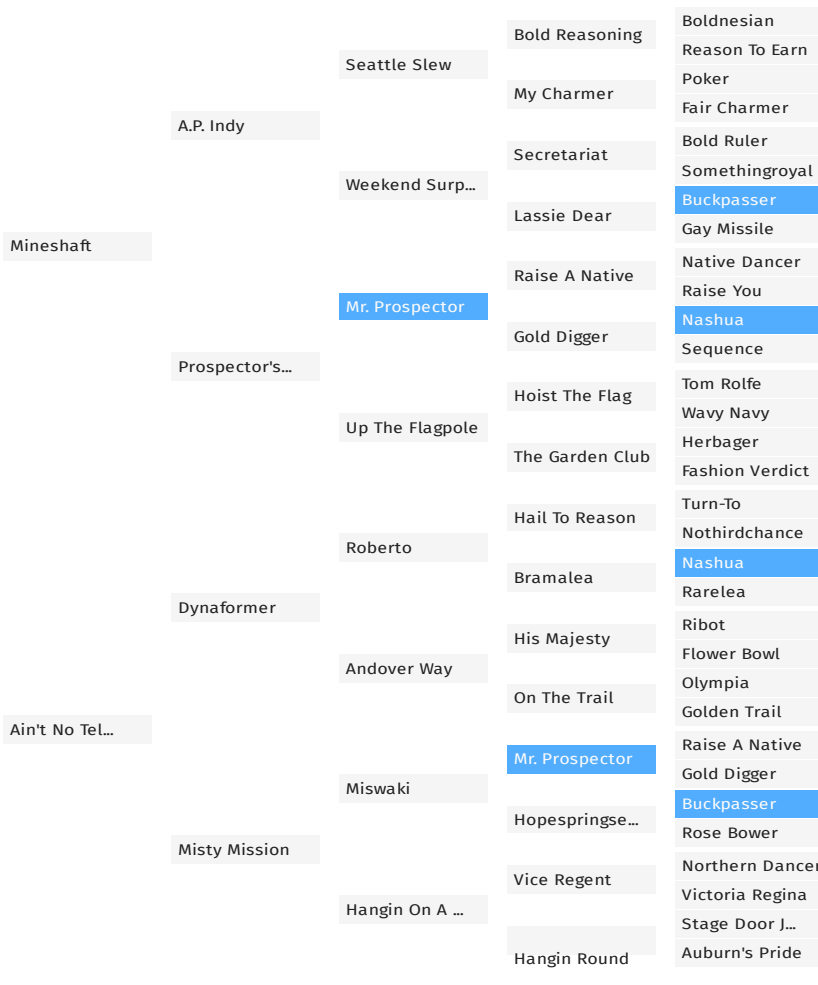 Mineshaft
Ain't No Tel...
A.P. Indy
Prospector's...
Dynaformer
Misty Mission
Seattle Slew
Weekend Surp...
Mr. Prospector
Up The Flagpole
Roberto
Andover Way
Miswaki
Hangin On A ...
Bold Reasoning
My Charmer
Secretariat
Lassie Dear
Raise A Native
Gold Digger
Hoist The Flag
The Garden Club
Hail To Reason
Bramalea
His Majesty
On The Trail
Mr. Prospector
Hopespringse...
Vice Regent
Hangin Round
Boldnesian
Reason To Earn
Poker
Fair Charmer
Bold Ruler
Somethingroyal
Buckpasser
Gay Missile
Native Dancer
Raise You
Nashua
Sequence
Tom Rolfe
Wavy Navy
Herbager
Fashion Verdict
Turn-To
Nothirdchance
Nashua
Rarelea
Ribot
Flower Bowl
Olympia
Golden Trail
Raise A Native
Gold Digger
Buckpasser
Rose Bower
Northern Dancer
Victoria Regina
Stage Door J...
Auburn's Pride